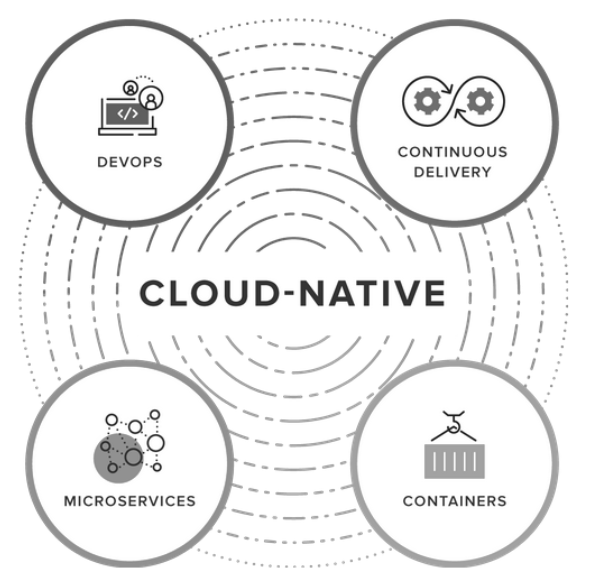 </>
DEVOPS
CONTINUOUS
DELIVERY
CLOUD-NATIVE
MICROSERVICES
CONTAINERS